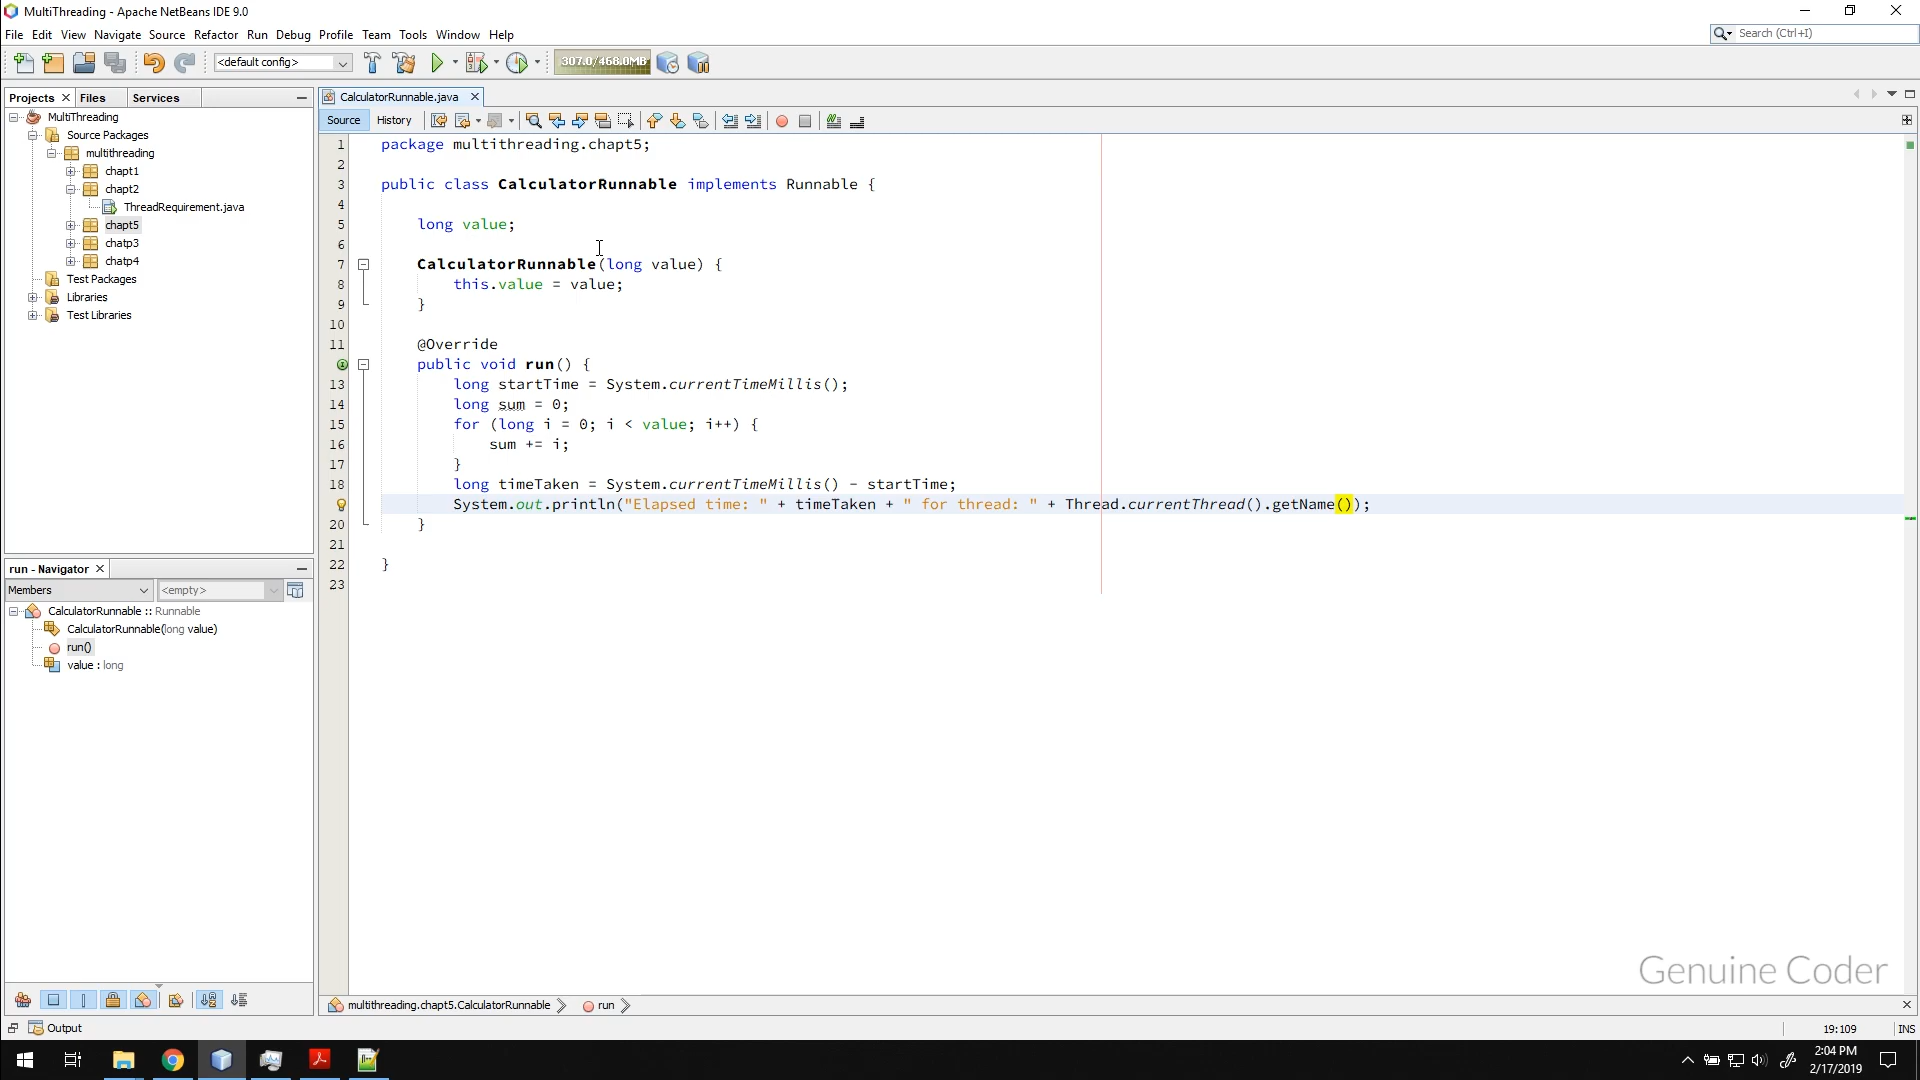 MultiThreading - Apache NetBeans IDE 9.0
File Edit View Navigate Source Refactor Run Debug Profile Team Tools Window Help
Search (Ctrl+I)
<default config>
307.0/468.0MB
Projects Files Services
CalculatorRunnable.java
Source History
MultiThreading
Source Packages
multithreading
chapt1
chapt2
ThreadRequirement.java
chapt5
chatp3
chatp4
Test Packages
Libraries
Test Libraries
1 package multithreading.chapt5;
2
3 public class CalculatorRunnable implements Runnable {
4
5 long value;
6
7 CalculatorRunnable(long value) {
8 this.value = value;
9 }
10
11 @Override
public void run() {
13 long startTime = System.currentTimeMillis();
14 long sum = 0;
15 for (long i = 0; i < value; i++) {
16 sum += i;
17 }
18 long timeTaken = System.currentTimeMillis() - startTime;
System.out.println("Elapsed time: " + timeTaken + " for thread: " + Thread.currentThread().getName());
20 }
21
22 }
23
run - Navigator
Members <empty>
CalculatorRunnable :: Runnable
CalculatorRunnable(long value)
run()
value : long
Genuine Coder
multithreading.chapt5.CalculatorRunnable run
Output
19:109 INS
2:04 PM
2/17/2019